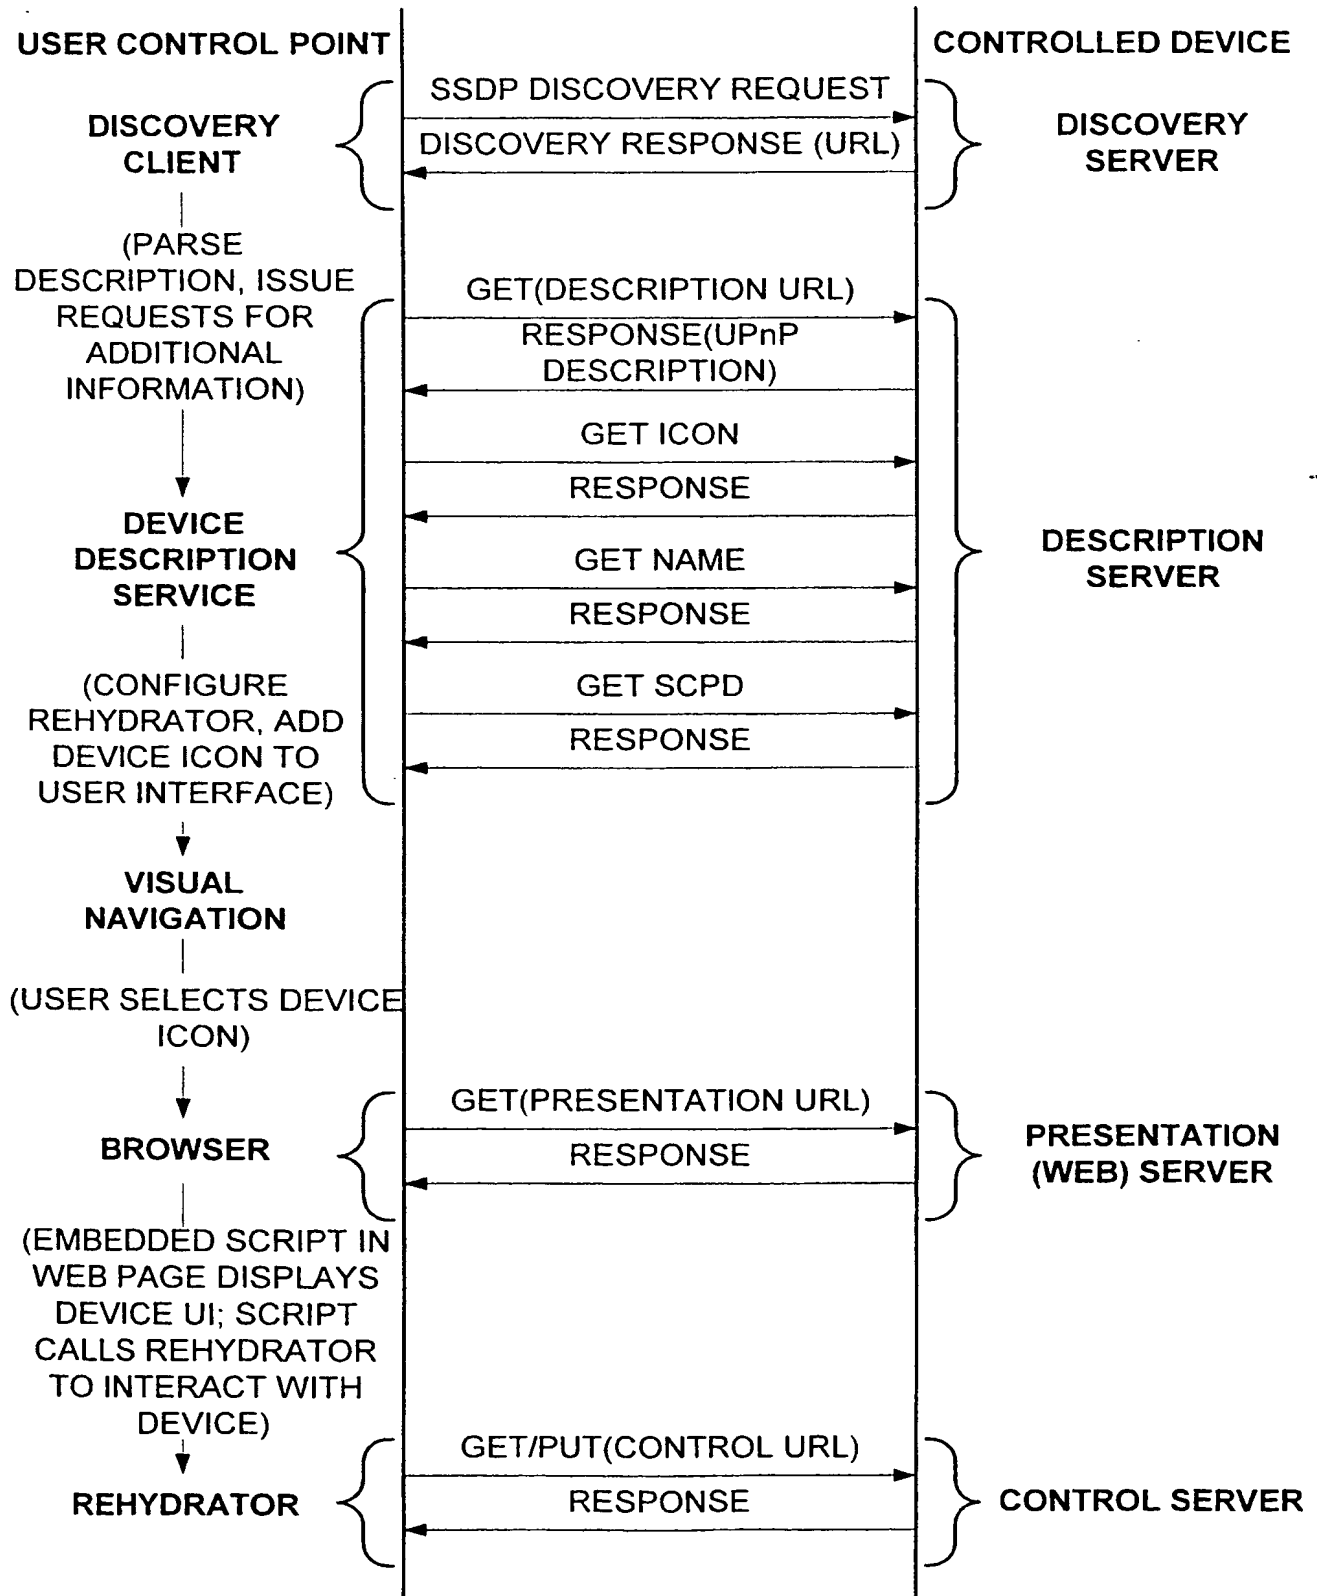 USER CONTROL POINT
CONTROLLED DEVICE
SSDP DISCOVERY REQUEST
DISCOVERY
CLIENT
DISCOVERY RESPONSE (URL)
DISCOVERY
SERVER
(PARSE
DESCRIPTION, ISSUE
REQUESTS FOR
ADDITIONAL
INFORMATION)
GET(DESCRIPTION URL)
RESPONSE(UPnP
DESCRIPTION)
GET ICON
RESPONSE
DEVICE
DESCRIPTION
SERVICE
GET NAME
RESPONSE
DESCRIPTION
SERVER
(CONFIGURE
REHYDRATOR, ADD
DEVICE ICON TO
USER INTERFACE)
GET SCPD
RESPONSE
VISUAL
NAVIGATION
(USER SELECTS DEVICE
ICON)
BROWSER
GET(PRESENTATION URL)
RESPONSE
PRESENTATION
(WEB) SERVER
(EMBEDDED SCRIPT IN
WEB PAGE DISPLAYS
DEVICE UI; SCRIPT
CALLS REHYDRATOR
TO INTERACT WITH
DEVICE)
REHYDRATOR
GET/PUT(CONTROL URL)
RESPONSE
CONTROL SERVER